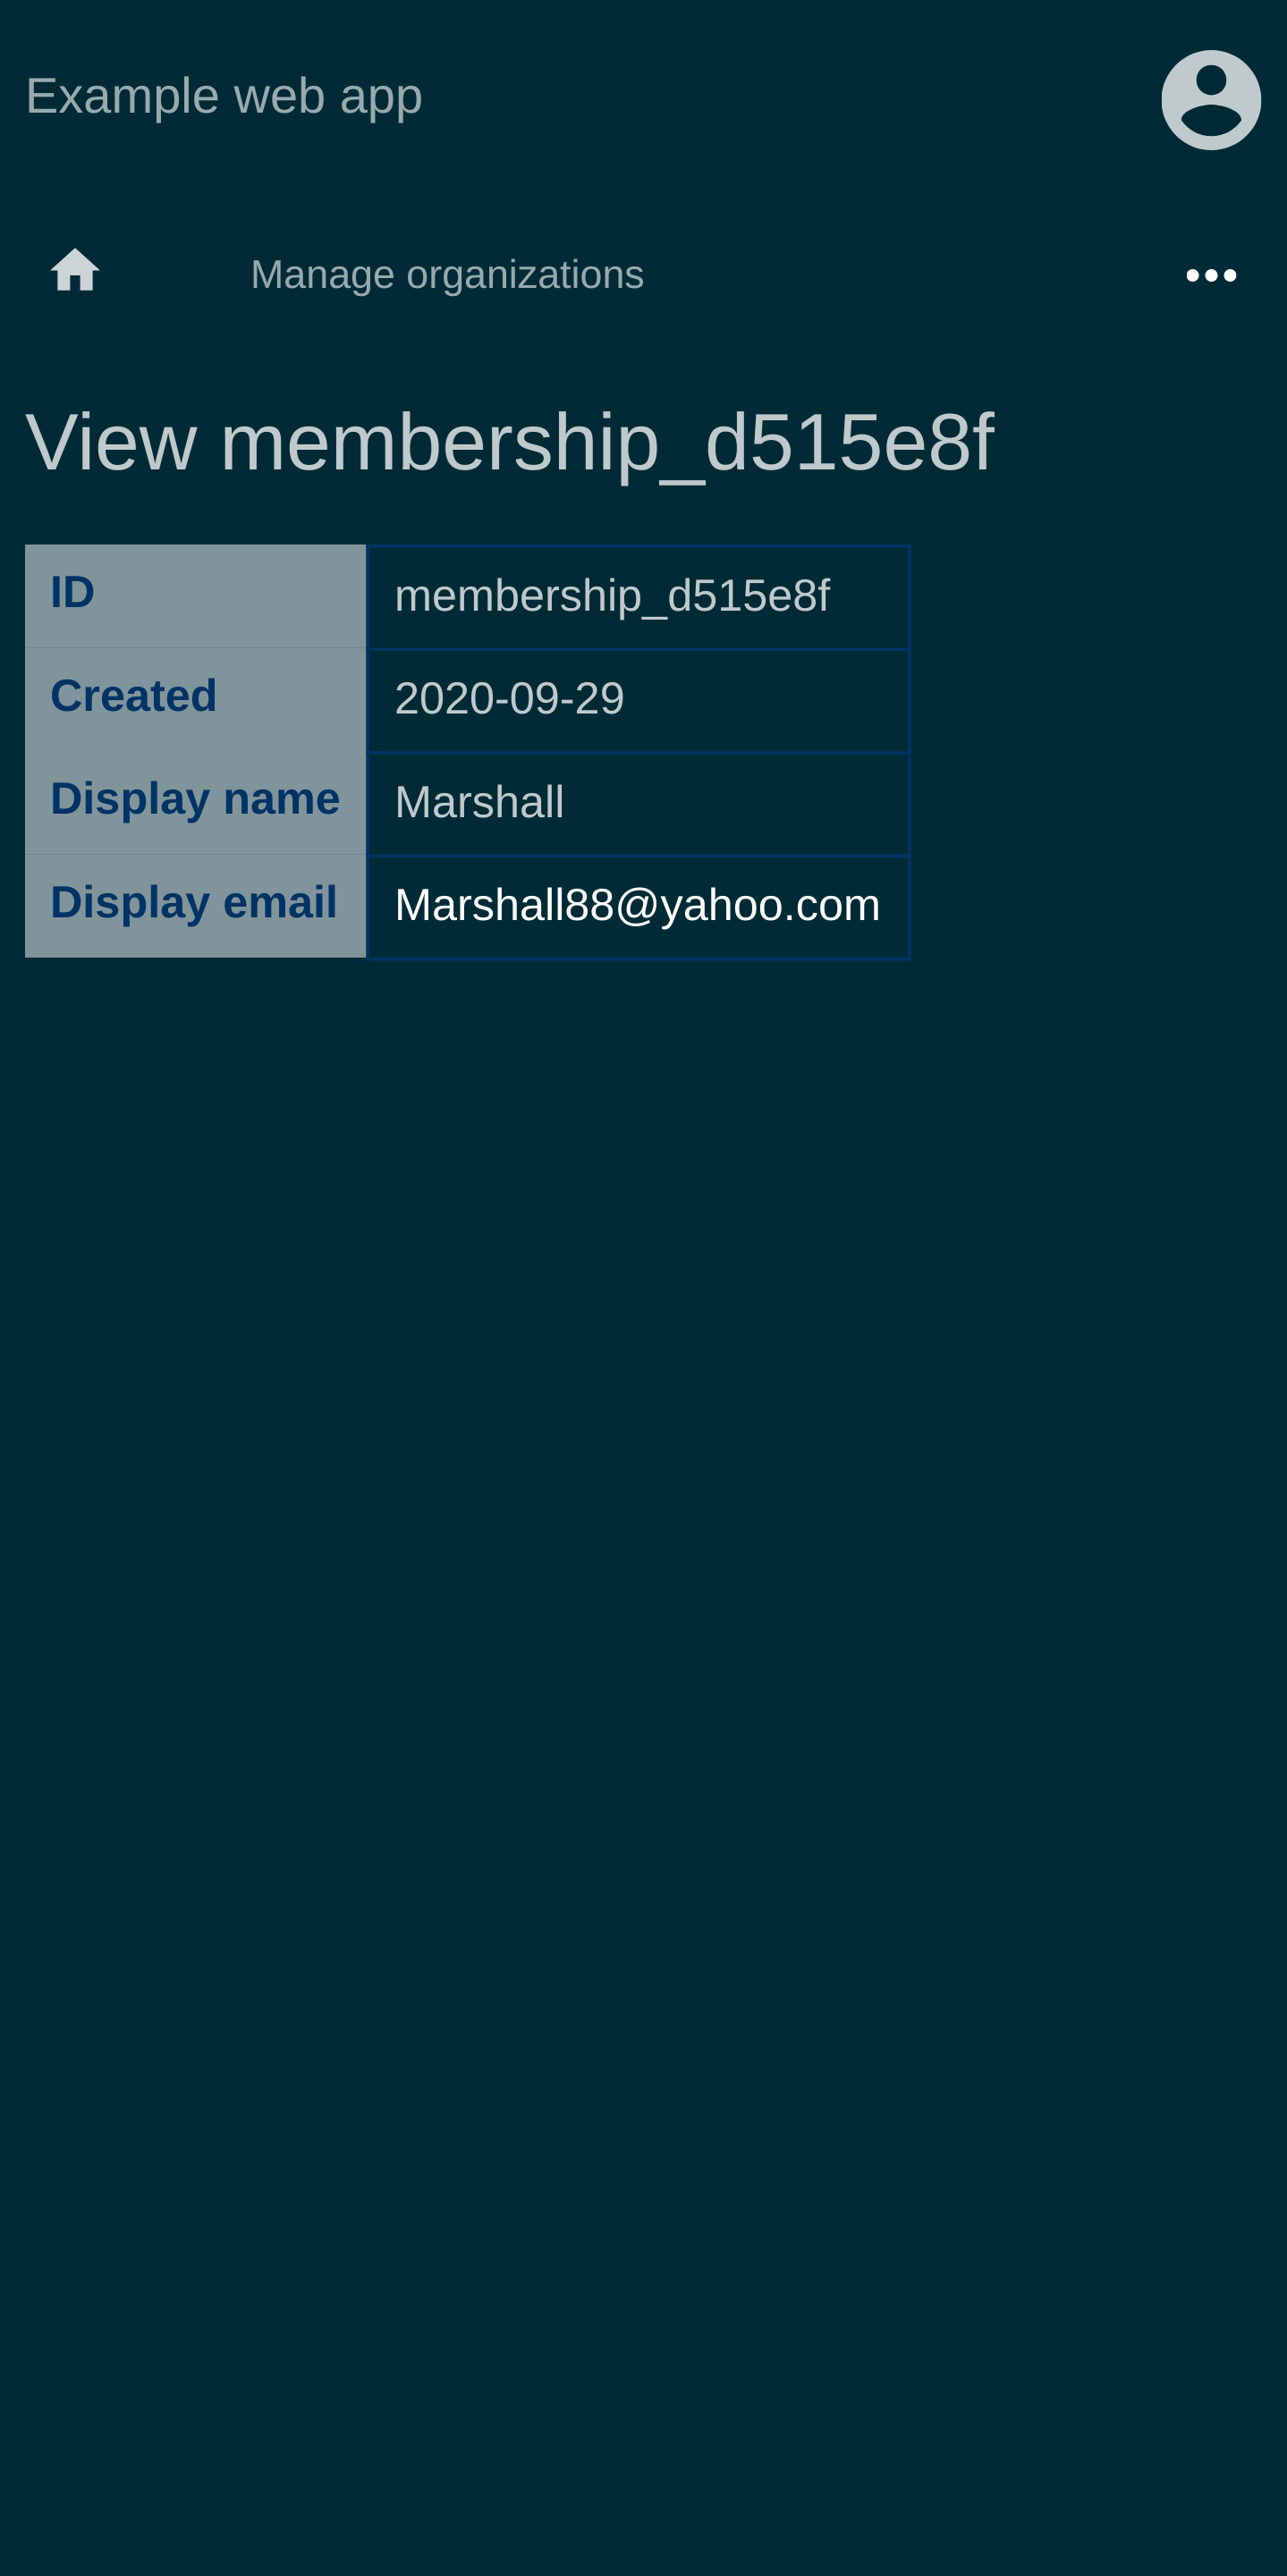 Example web app
Manage organizations
View membership_d515e8f
ID membership_d515e8f
Created 2020-09-29
Display name Marshall
Display email Marshall88@yahoo.com